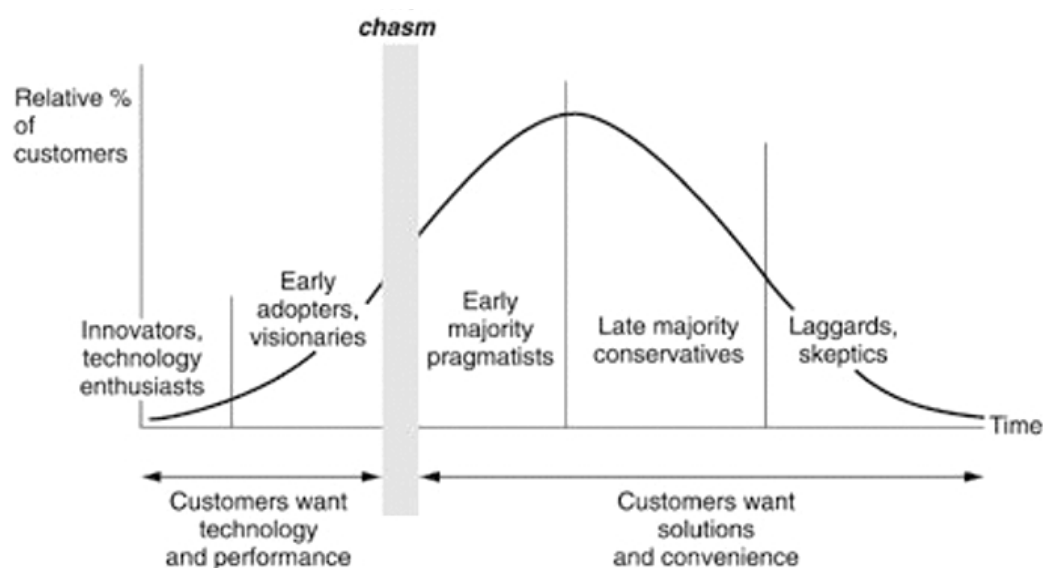 chasm
Relative %
of
customers
Innovators,
technology
enthusiasts
Early
adopters,
visionaries
Early
majority
pragmatists
Late majority
conservatives
Laggards,
skeptics
Time
Customers want
technology
and performance
Customers want
solutions
and convenience